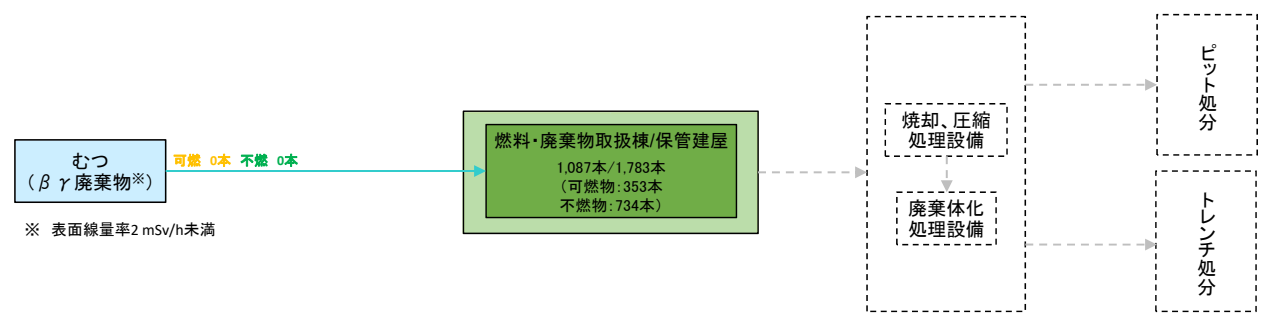 むつ
（βγ廃棄物※）
※ 表面線量率2 mSv/h未満
可燃 0本 不燃 0本
燃料・廃棄物取扱棟/保管建屋
1,087本/1,783本
（可燃物：353本
不燃物：734本）
焼却、圧縮
処理設備
廃棄体化
処理設備
ピット処分
トレンチ処分